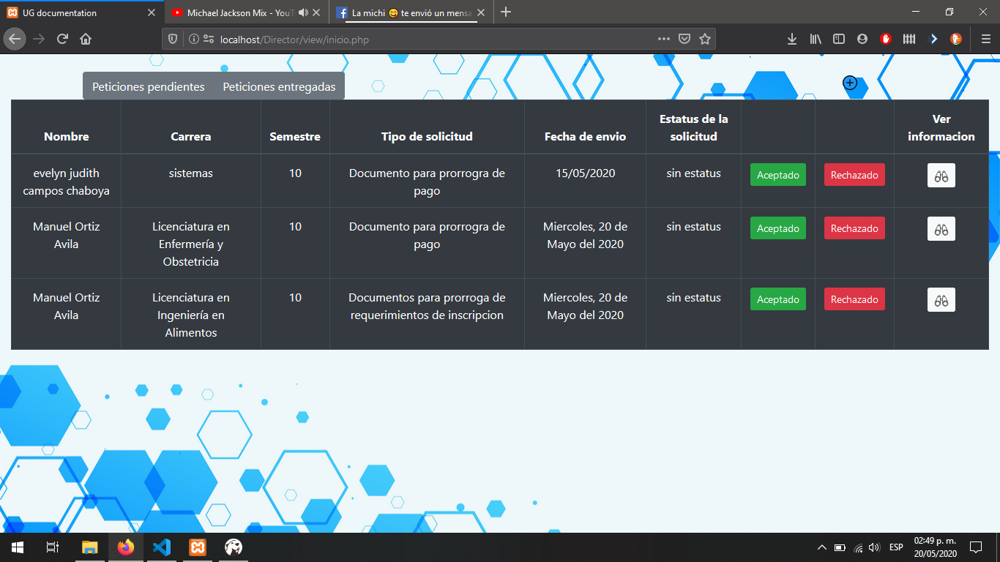 UG documentation
Michael Jackson Mix - YouT
La michi 😋 te envió un mensa
localhost/Director/view/inicio.php
Peticiones pendientes
Peticiones entregadas
Nombre
Carrera
Semestre
Tipo de solicitud
Fecha de envio
Estatus de la
solicitud
Ver
informacion
evelyn judith
campos chaboya
sistemas
10
Documento para prorrogra de
pago
15/05/2020
sin estatus
Aceptado
Rechazado
Manuel Ortiz
Avila
Licenciatura en
Enfermería y
Obstetricia
10
Documento para prorrogra de
pago
Miercoles, 20 de
Mayo del 2020
sin estatus
Aceptado
Rechazado
Manuel Ortiz
Avila
Licenciatura en
Ingeniería en
Alimentos
10
Documentos para prorroga de
requerimientos de inscripcion
Miercoles, 20 de
Mayo del 2020
sin estatus
Aceptado
Rechazado
ESP
02:49 p. m.
20/05/2020